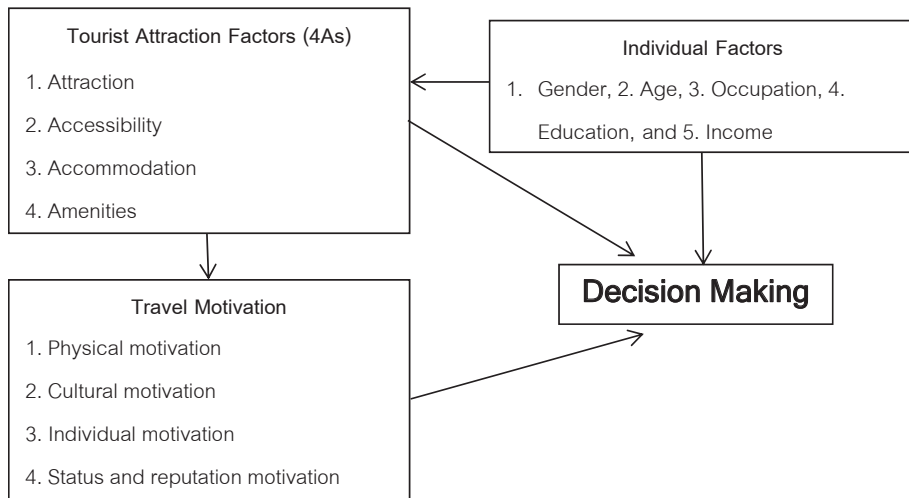 Tourist Attraction Factors (4As)
1. Attraction
2. Accessibility
3. Accommodation
4. Amenities
Individual Factors
1. Gender, 2. Age, 3. Occupation, 4.
Education, and 5. Income
Decision Making
Travel Motivation
1. Physical motivation
2. Cultural motivation
3. Individual motivation
4. Status and reputation motivation